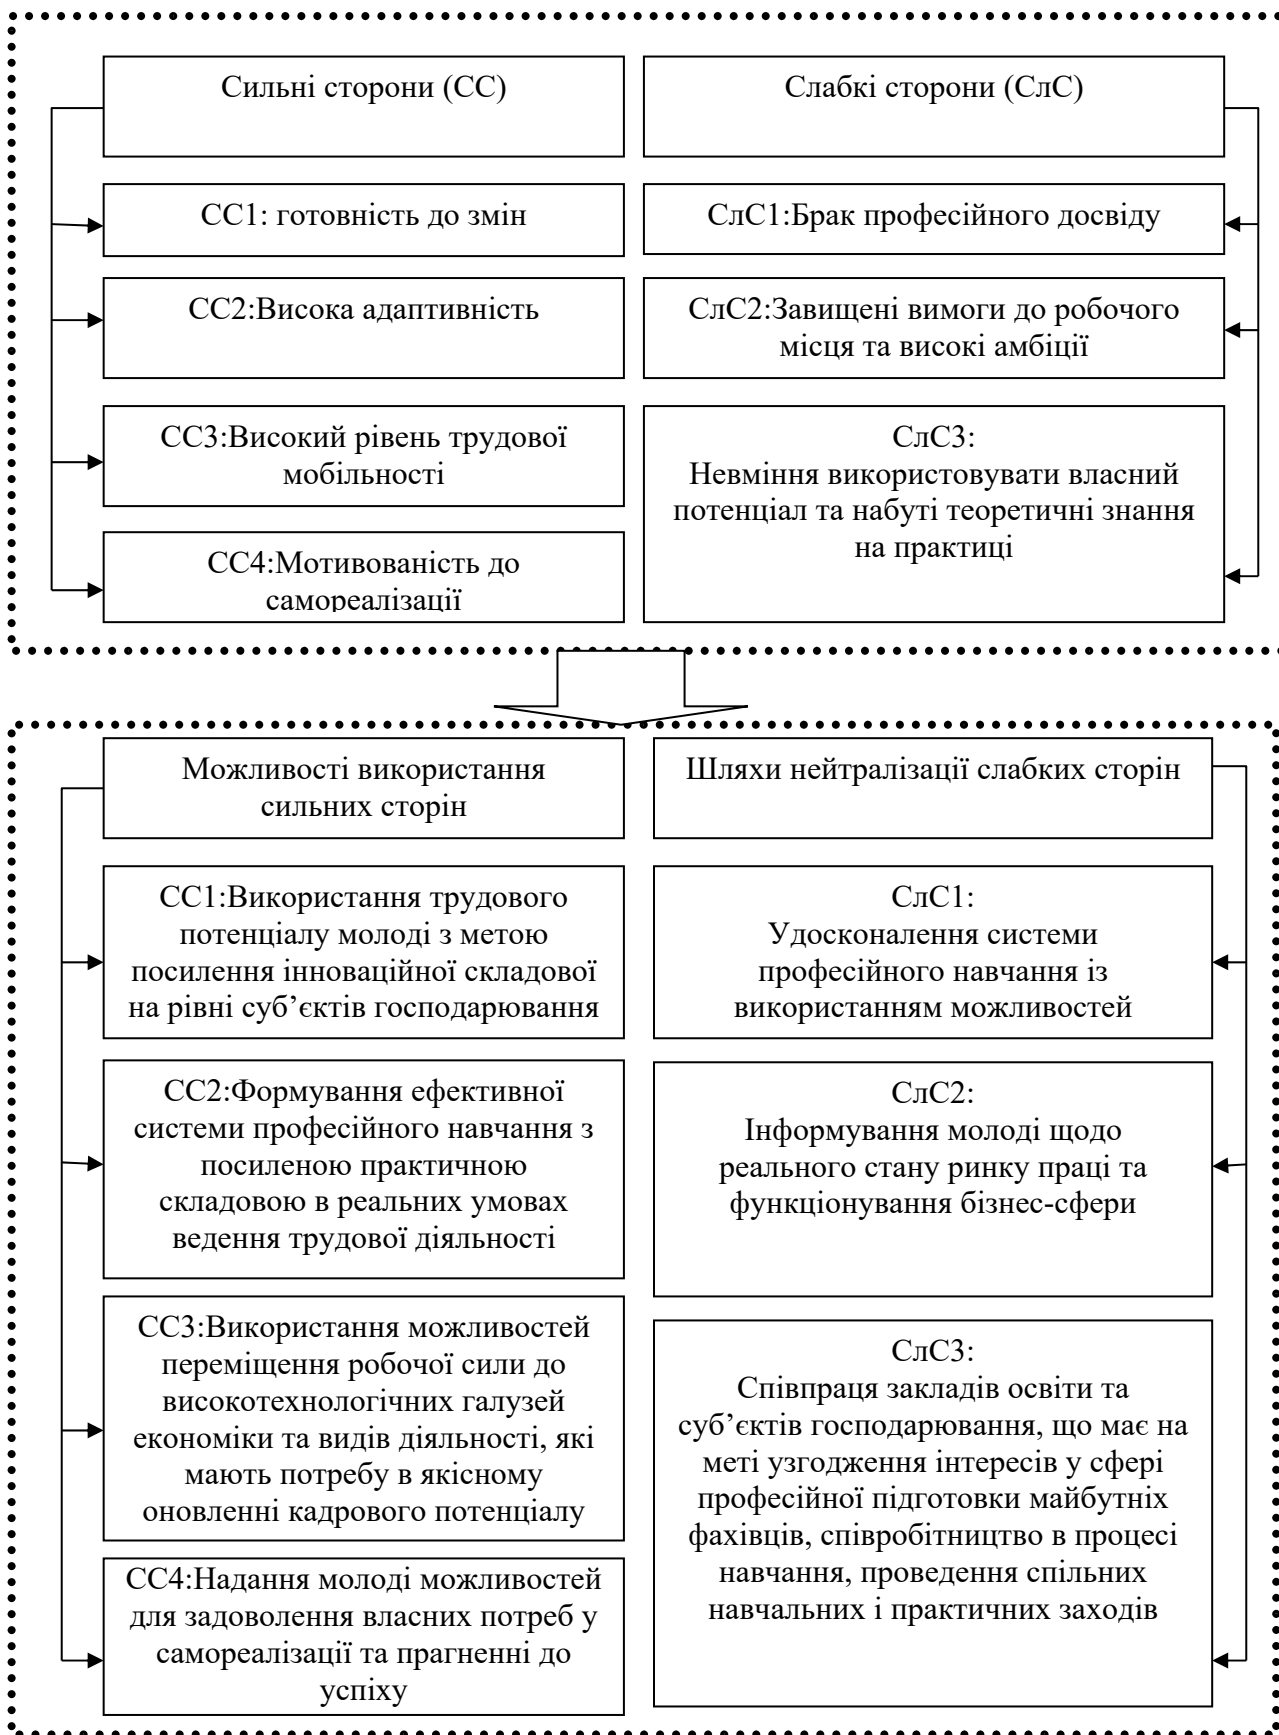 Сильні сторони (СС)
СС1: готовність до змін
СС2:Висока адаптивність
СС3:Високий рівень трудової
мобільності
СС4:Мотивованість до
самореалізації
Слабкі сторони (СлС)
СлС1:Брак професійного досвіду
СлС2:Завищені вимоги до робочого
місця та високі амбіції
СлС3:
Невміння використовувати власний
потенціал та набуті теоретичні знання
на практиці
Можливості використання
сильних сторін
СС1:Використання трудового
потенціалу молоді з метою
посилення інноваційної складової
на рівні суб’єктів господарювання
СС2:Формування ефективної
системи професійного навчання з
посиленою практичною
складовою в реальних умовах
ведення трудової діяльності
СС3:Використання можливостей
переміщення робочої сили до
високотехнологічних галузей
економіки та видів діяльності, які
мають потребу в якісному
оновленні кадрового потенціалу
СС4:Надання молоді можливостей
для задоволення власних потреб у
самореалізації та прагненні до
успіху
Шляхи нейтралізації слабких сторін
СлС1:
Удосконалення системи
професійного навчання із
використанням можливостей
СлС2:
Інформування молоді щодо
реального стану ринку праці та
функціонування бізнес-сфери
СлС3:
Співпраця закладів освіти та
суб’єктів господарювання, що має на
меті узгодження інтересів у сфері
професійної підготовки майбутніх
фахівців, співробітництво в процесі
навчання, проведення спільних
навчальних і практичних заходів